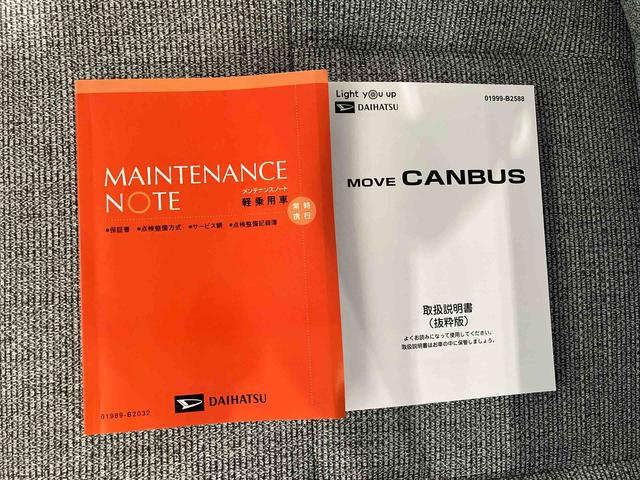 MAINTENANCE
NOTE
メンテナンスノート
軽乗用車
常時
携行
•保証書 •点検整備方式 •サービス網 •点検整備記録簿
DAIHATSU
01989-B2032
Light you up
DAIHATSU
01999-B2588
MOVE CANBUS
取扱説明書
(抜粋版)
よくお読みになって使用してください。
取扱説明書はお車の中に保管しましょう。